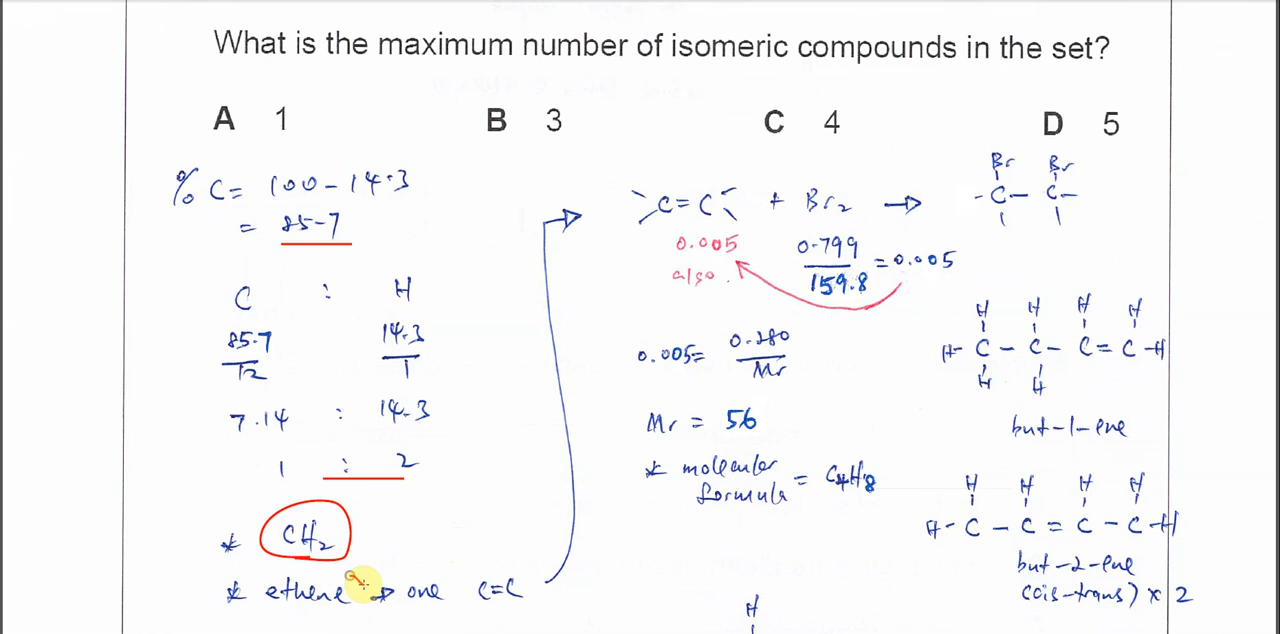 What is the maximum number of isomeric compounds in the set?
A 1 B 3 C 4 D 5
% C = 100 - 14.3
= 85-7
C : H
85.7 14.3
12 1
7.14 : 14.3
1 : 2
* CH2
* ethene → one C=C
C=C + Br2 →
Br Br
- C - C -
0.005
also.
0.799
159.8
= 0.005
0.005 = 0.280
Mr
Mr = 56
* molecular
formula = C4H8
H H H H
H - C - C - C = C - H
H H
but-1-ene
H H H H
H - C - C = C - C - H
but-2-ene
(cis-trans) × 2
H